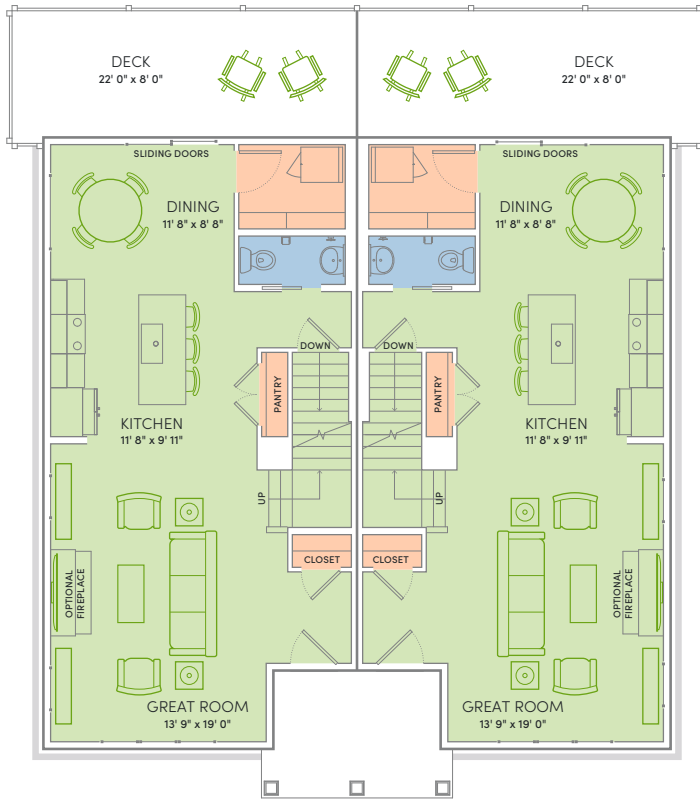 DECK
22' 0" x 8' 0"
DECK
22' 0" x 8' 0"
SLIDING DOORS
SLIDING DOORS
DINING
11' 8" x 8' 8"
DINING
11' 8" x 8' 8"
DOWN
DOWN
PANTRY
PANTRY
KITCHEN
11' 8" x 9' 11"
KITCHEN
11' 8" x 9' 11"
UP
UP
CLOSET
CLOSET
OPTIONAL
FIREPLACE
OPTIONAL
FIREPLACE
GREAT ROOM
13' 9" x 19' 0"
GREAT ROOM
13' 9" x 19' 0"